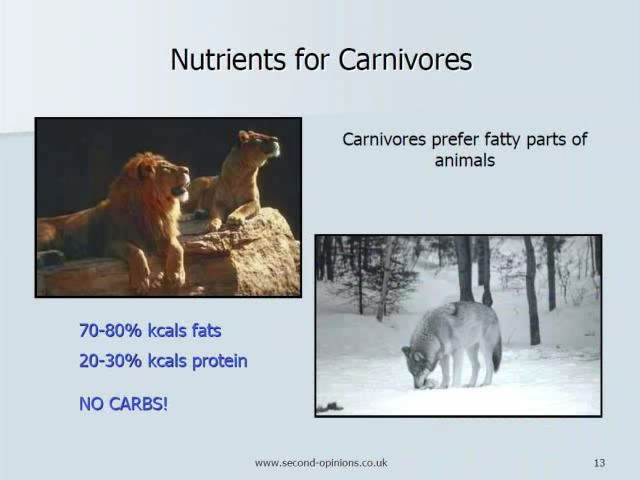 Nutrients for Carnivores
Carnivores prefer fatty parts of
animals
70-80% kcals fats
20-30% kcals protein
NO CARBS!
www.second-opinions.co.uk
13